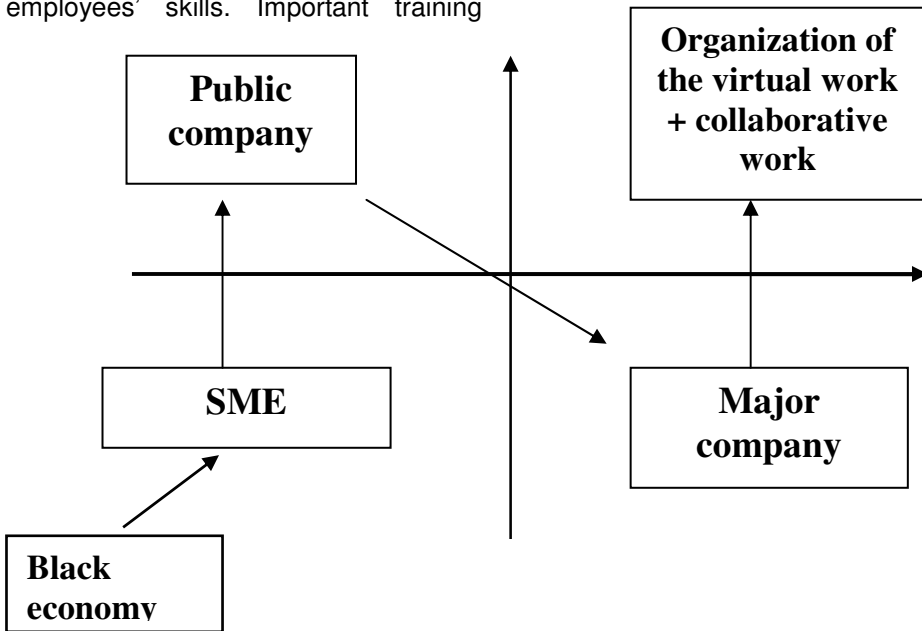 employees' skills. Important training
Public
company
Organization of
the virtual work
+ collaborative
work
SME
Major
company
Black
economy